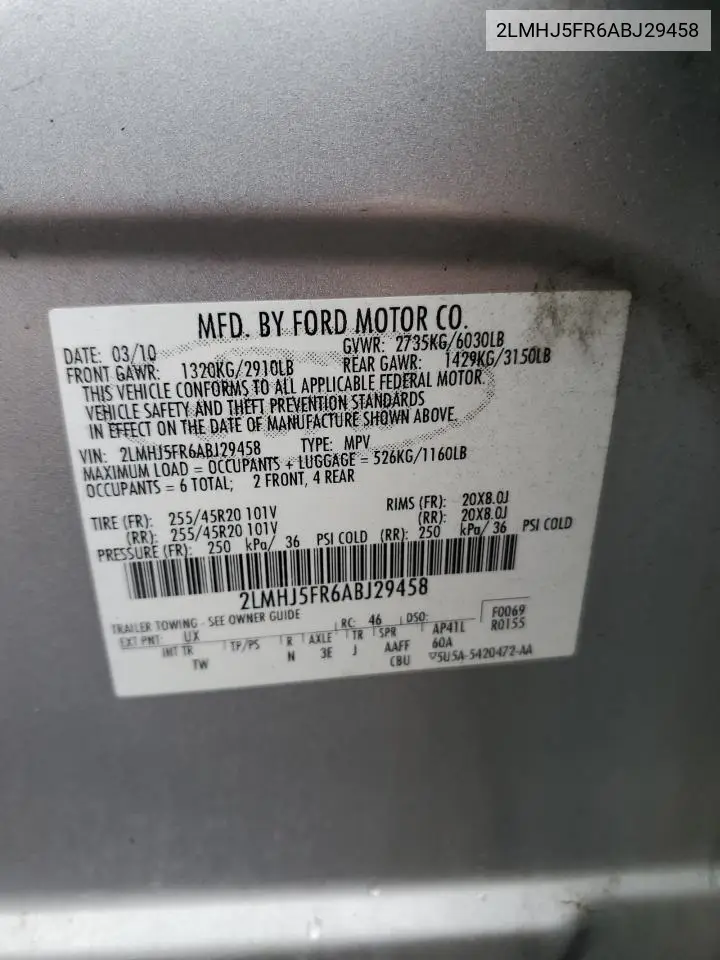 2LMHJ5FR6ABJ29458
MFD. BY FORD MOTOR CO.
DATE: 03/10 GVWR: 2735KG/6030LB
FRONT GAWR: 1320KG/2910LB REAR GAWR: 1429KG/3150LB
THIS VEHICLE CONFORMS TO ALL APPLICABLE FEDERAL MOTOR.
VEHICLE SAFETY AND THEFT PREVENTION STANDARDS
IN EFFECT ON THE DATE OF MANUFACTURE SHOWN ABOVE.
VIN: 2LMHJ5FR6ABJ29458 TYPE: MPV
MAXIMUM LOAD = OCCUPANTS + LUGGAGE = 526KG/1160LB
OCCUPANTS = 6 TOTAL; 2 FRONT, 4 REAR
TIRE (FR): 255/45R20 101V RIMS (FR): 20X8.0J
(RR): 255/45R20 101V (RR): 20X8.0J
PRESSURE (FR): 250 kPa/ 36 PSI COLD (RR): 250 kPa/ 36 PSI COLD
2LMHJ5FR6ABJ29458
TRAILER TOWING - SEE OWNER GUIDE
EXT PNT: UX RC: 46 DSO: F0069
R0155
INT TR TP/PS R AXLE TR SPR AP41L
TW N 3E J AAFF 60A
CBU V5U5A-5420472-AA